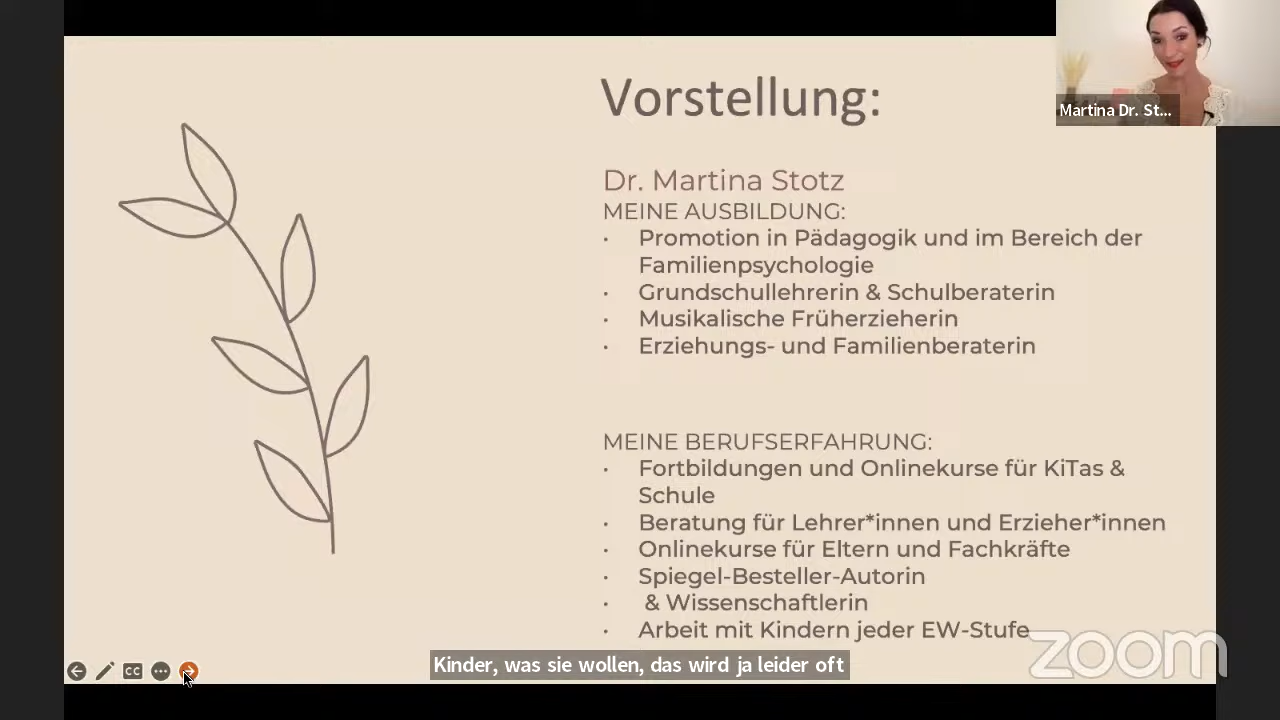 Vorstellung:
Martina Dr. St...
Dr. Martina Stotz
MEINE AUSBILDUNG:
• Promotion in Pädagogik und im Bereich der
Familienpsychologie
• Grundschullehrerin & Schulberaterin
• Musikalische Früherzieherin
• Erziehungs- und Familienberaterin
MEINE BERUFSERFAHRUNG:
• Fortbildungen und Onlinekurse für KiTas &
Schule
• Beratung für Lehrer*innen und Erzieher*innen
• Onlinekurse für Eltern und Fachkräfte
• Spiegel-Besteller-Autorin
• & Wissenschaftlerin
• Arbeit mit Kindern jeder EW-Stufe
zoom
CC
Kinder, was sie wollen, das wird ja leider oft